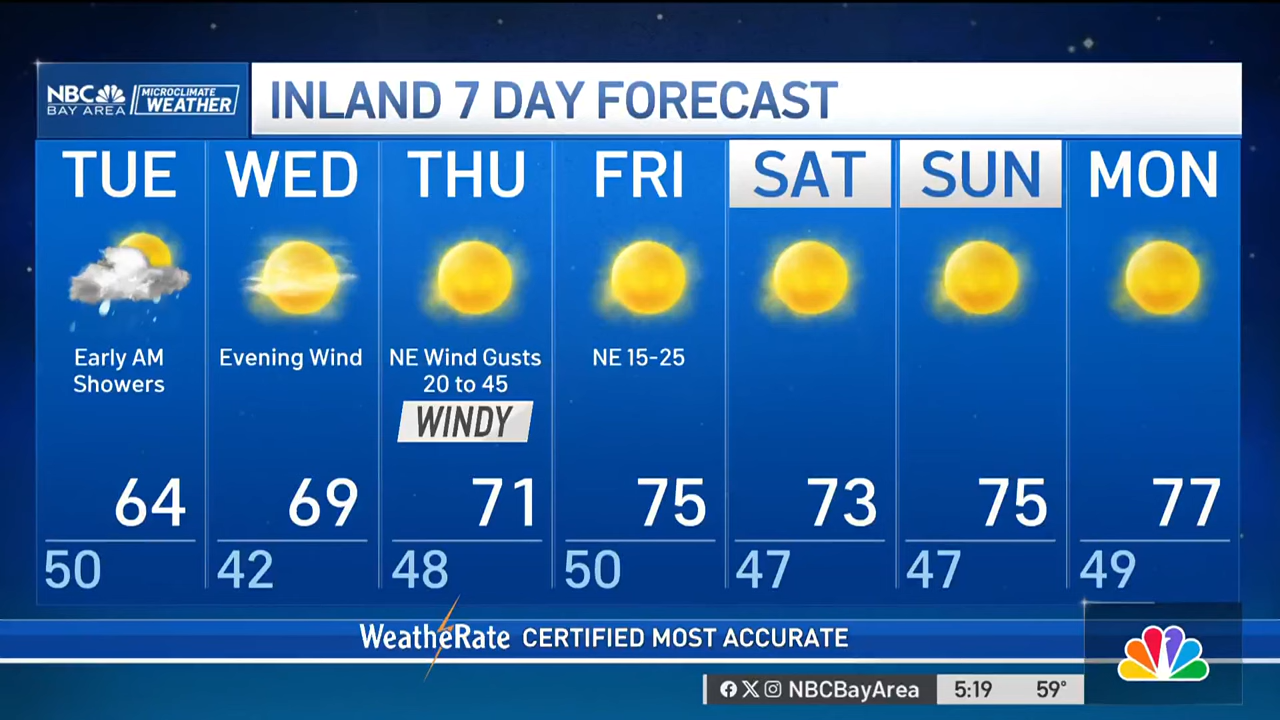 NBC
BAY AREA
MICROCLIMATE
WEATHER
INLAND 7 DAY FORECAST
TUE WED THU FRI SAT SUN MON
Early AM
Showers
Evening Wind
NE Wind Gusts
20 to 45
WINDY
NE 15-25
64 69 71 75 73 75 77
50 42 48 50 47 47 49
WeatheRate CERTIFIED MOST ACCURATE
NBCBayArea 5:19 59°